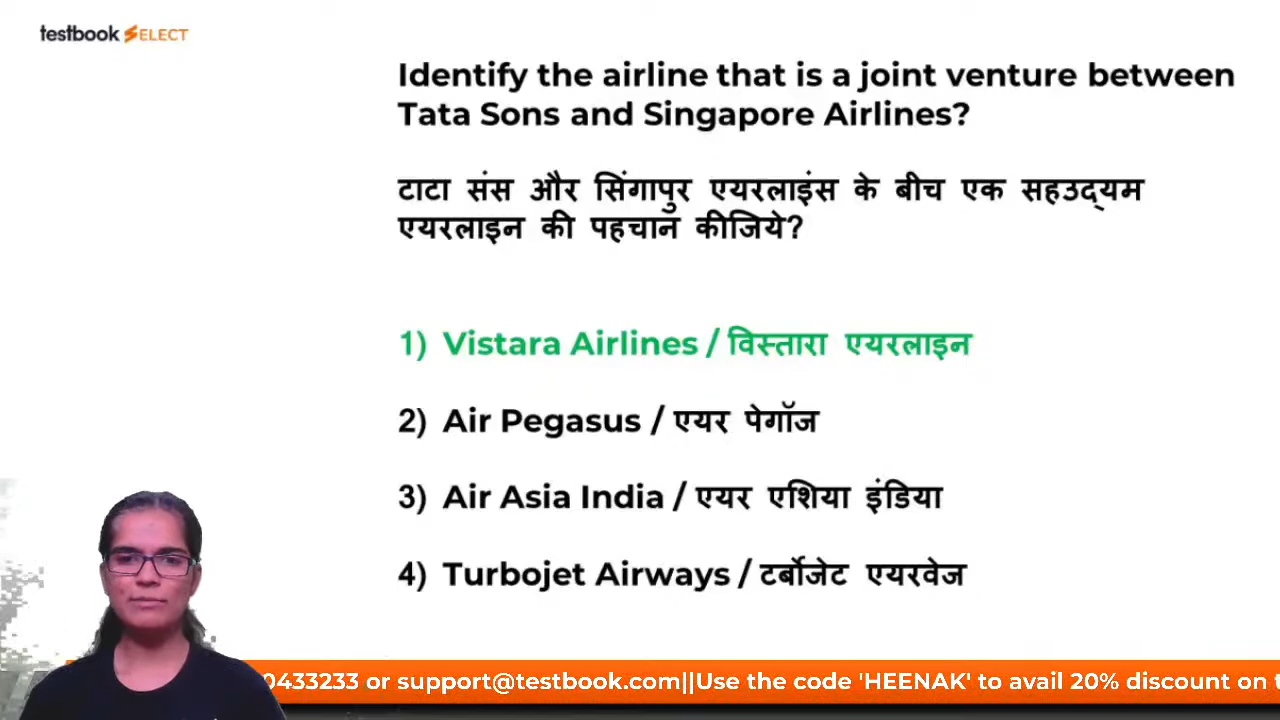 testbook SELECT
Identify the airline that is a joint venture between
Tata Sons and Singapore Airlines?
टाटा संस और सिंगापुर एयरलाइंस के बीच एक सहउद्यम
एयरलाइन की पहचान कीजिये?
1) Vistara Airlines / विस्तारा एयरलाइन
2) Air Pegasus / एयर पेगॉज
3) Air Asia India / एयर एशिया इंडिया
4) Turbojet Airways / टर्बोजेट एयरवेज
0433233 or support@testbook.com||Use the code 'HEENAK' to avail 20% discount on